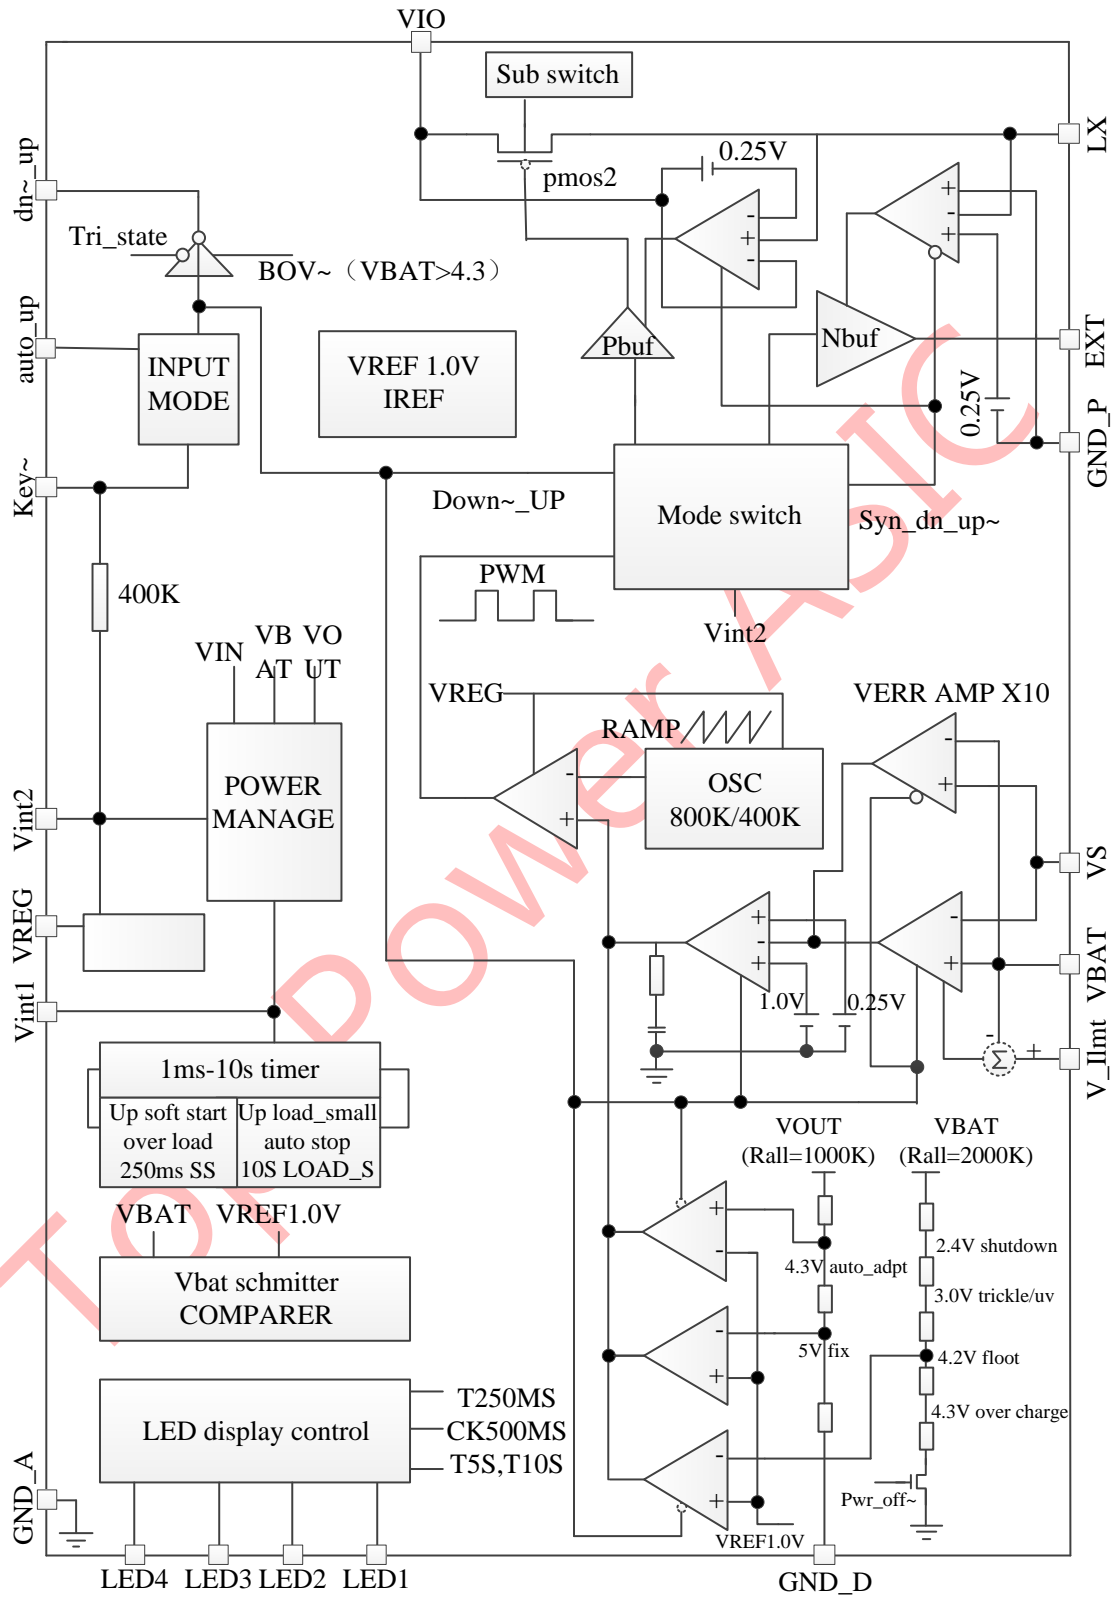 VIO
Sub switch
LX
dn~_up
0.25V
pmos2
Tri_state
BOV~（VBAT>4.3）
auto_up
INPUT
MODE
VREF 1.0V
IREF
Pbuf
Nbuf
EXT
0.25V
GND_P
Key~
Down~_UP
Mode switch
Syn_dn_up~
PWM
400K
Vint2
VIN
VB
AT
VO
UT
VREG
RAMP
VERR AMP X10
POWER
MANAGE
OSC
800K/400K
Vint2
VS
VREG
VBAT
Vint1
1.0V
0.25V
V_Ilmt
Σ
1ms-10s timer
Up soft start
over load
250ms SS
Up load_small
auto stop
10S LOAD_S
VOUT
(Rall=1000K)
VBAT
(Rall=2000K)
VBAT
VREF1.0V
2.4V shutdown
4.3V auto_adpt
Vbat schmitter
COMPARER
3.0V trickle/uv
5V fix
4.2V floot
T250MS
LED display control
CK500MS
T5S,T10S
4.3V over charge
GND_A
Pwr_off~
VREF1.0V
LED4
LED3
LED2
LED1
GND_D
Top Power ASIC